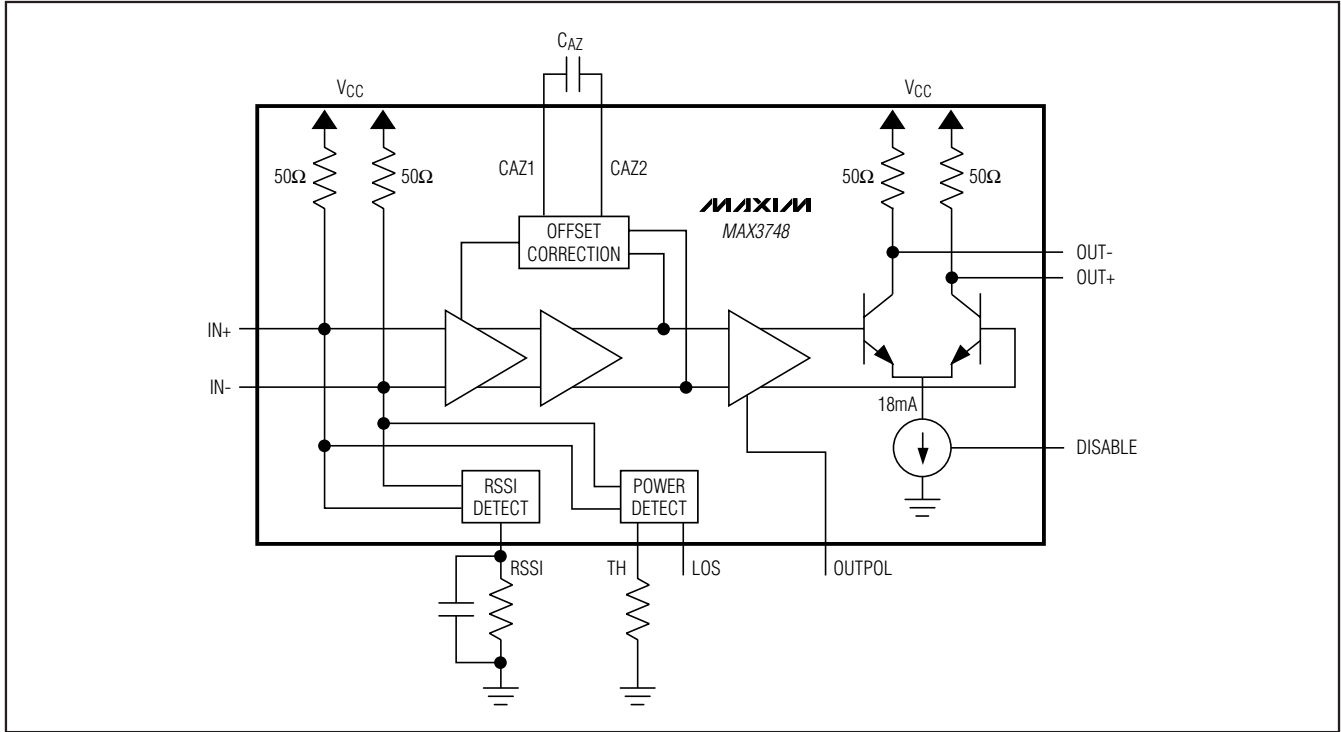 C_AZ
V_CC
V_CC
50Ω
50Ω
CAZ1
CAZ2
50Ω
50Ω
MAXIM
MAX3748
OFFSET
CORRECTION
OUT-
OUT+
IN+
IN-
18mA
DISABLE
RSSI
DETECT
POWER
DETECT
RSSI
TH
LOS
OUTPOL